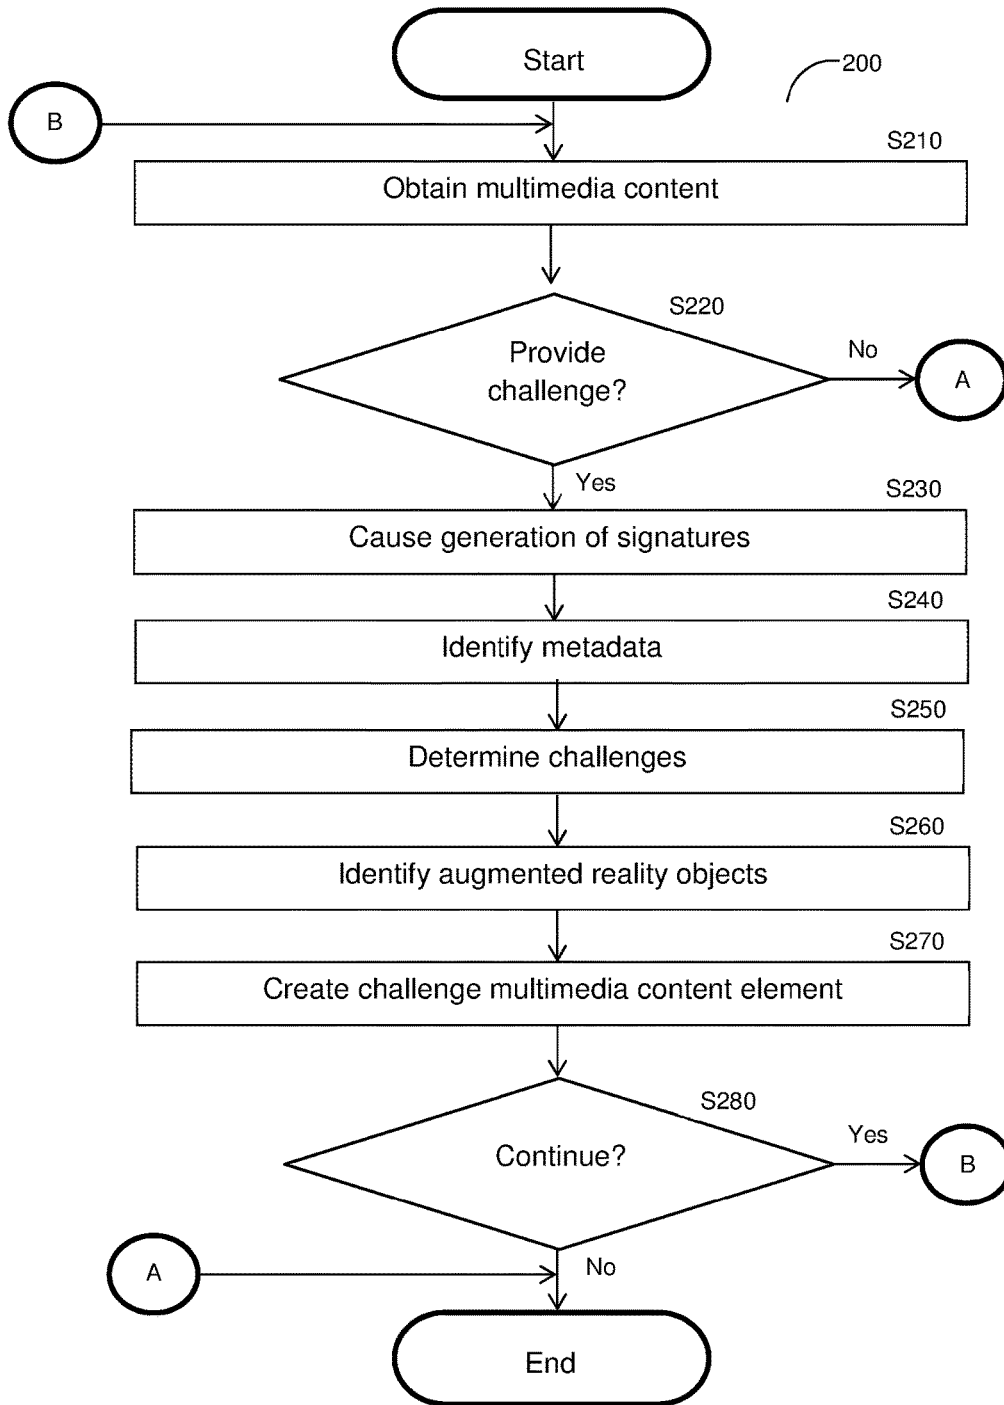 Start
200
B
S210
Obtain multimedia content
S220
Provide
challenge?
No
A
Yes
S230
Cause generation of signatures
S240
Identify metadata
S250
Determine challenges
S260
Identify augmented reality objects
S270
Create challenge multimedia content element
S280
Continue?
Yes
B
A
No
End